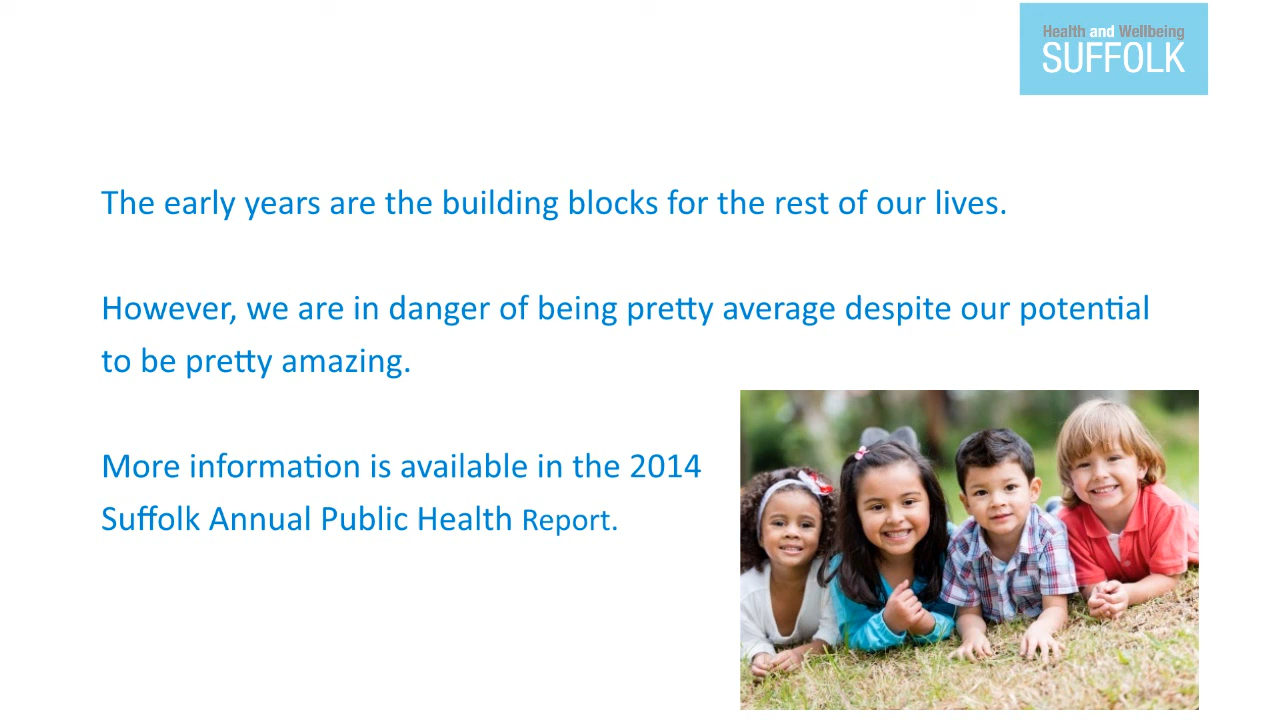 Health and Wellbeing
SUFFOLK
The early years are the building blocks for the rest of our lives.
However, we are in danger of being pretty average despite our potential
to be pretty amazing.
More information is available in the 2014
Suffolk Annual Public Health Report.